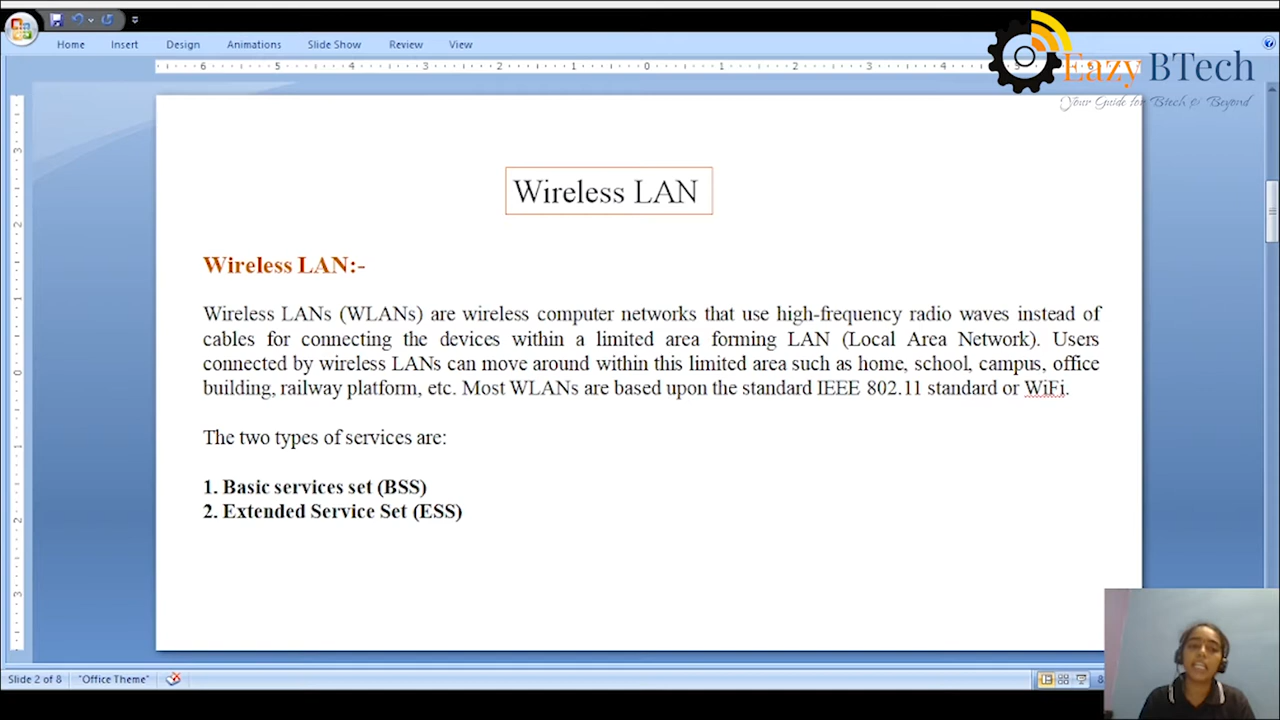 Home Insert Design Animations Slide Show Review View
Eazy BTech
Your Guide for Btech & Beyond
Wireless LAN
Wireless LAN:-
Wireless LANs (WLANs) are wireless computer networks that use high-frequency radio waves instead of
cables for connecting the devices within a limited area forming LAN (Local Area Network). Users
connected by wireless LANs can move around within this limited area such as home, school, campus, office
building, railway platform, etc. Most WLANs are based upon the standard IEEE 802.11 standard or WiFi.
The two types of services are:
1. Basic services set (BSS)
2. Extended Service Set (ESS)
Slide 2 of 8 "Office Theme"